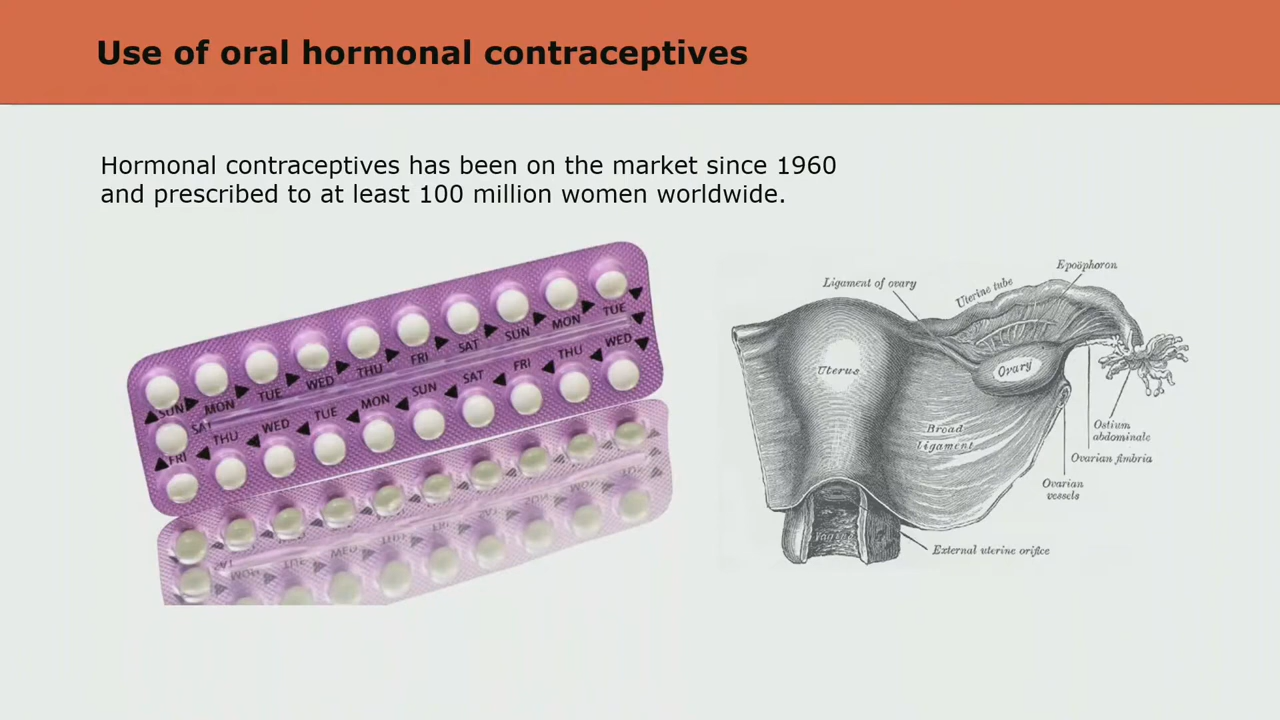 Use of oral hormonal contraceptives
Hormonal contraceptives has been on the market since 1960
and prescribed to at least 100 million women worldwide.
SUN MON TUE WED THU FRI SAT SUN MON TUE
SAT
FRI THU WED TUE MON SUN SAT FRI THU WED
Epoöphoron
Ligament of ovary
Uterine tube
Uterus
Ovary
Broad
ligament
Ostium
abdominale
Ovarian fimbria
Ovarian
vessels
Vagina
External uterine orifice